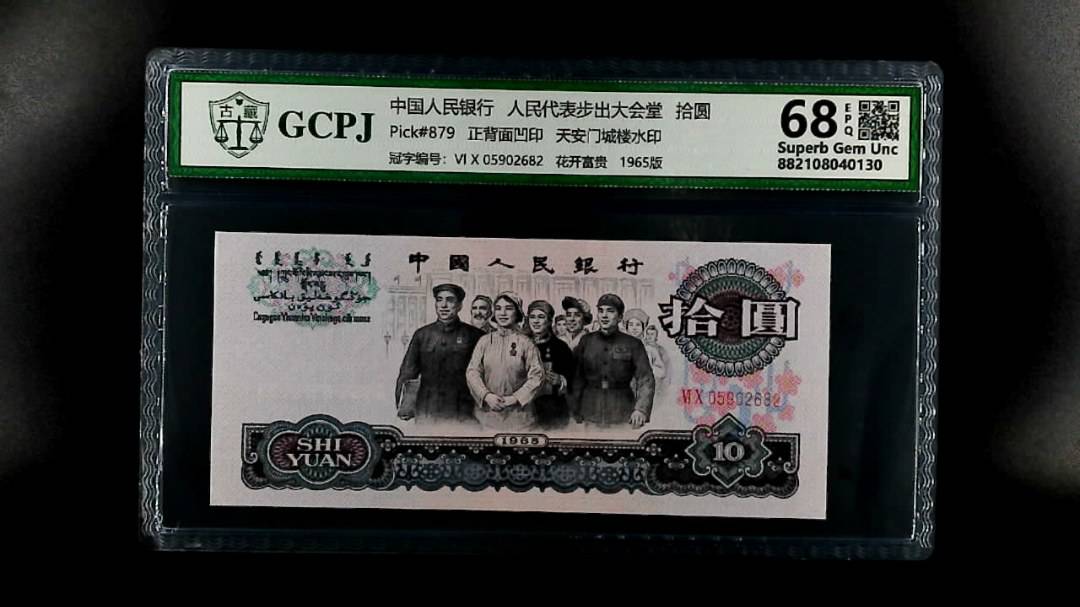 古 藏
GCPJ
中国人民银行 人民代表步出大会堂 拾圆
Pick#879 正背面凹印 天安门城楼水印
冠字编号: VI X 05902682 花开富贵 1965版
68 EPQ
Superb Gem Unc
882108040130
中國人民銀行
拾圓
VI X 05902682
1965
SHI
YUAN
10